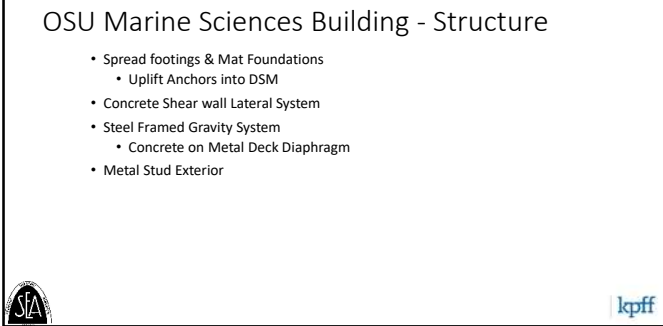 OSU Marine Sciences Building - Structure
• Spread footings & Mat Foundations
• Uplift Anchors into DSM
• Concrete Shear wall Lateral System
• Steel Framed Gravity System
• Concrete on Metal Deck Diaphragm
• Metal Stud Exterior
SEA
kpff